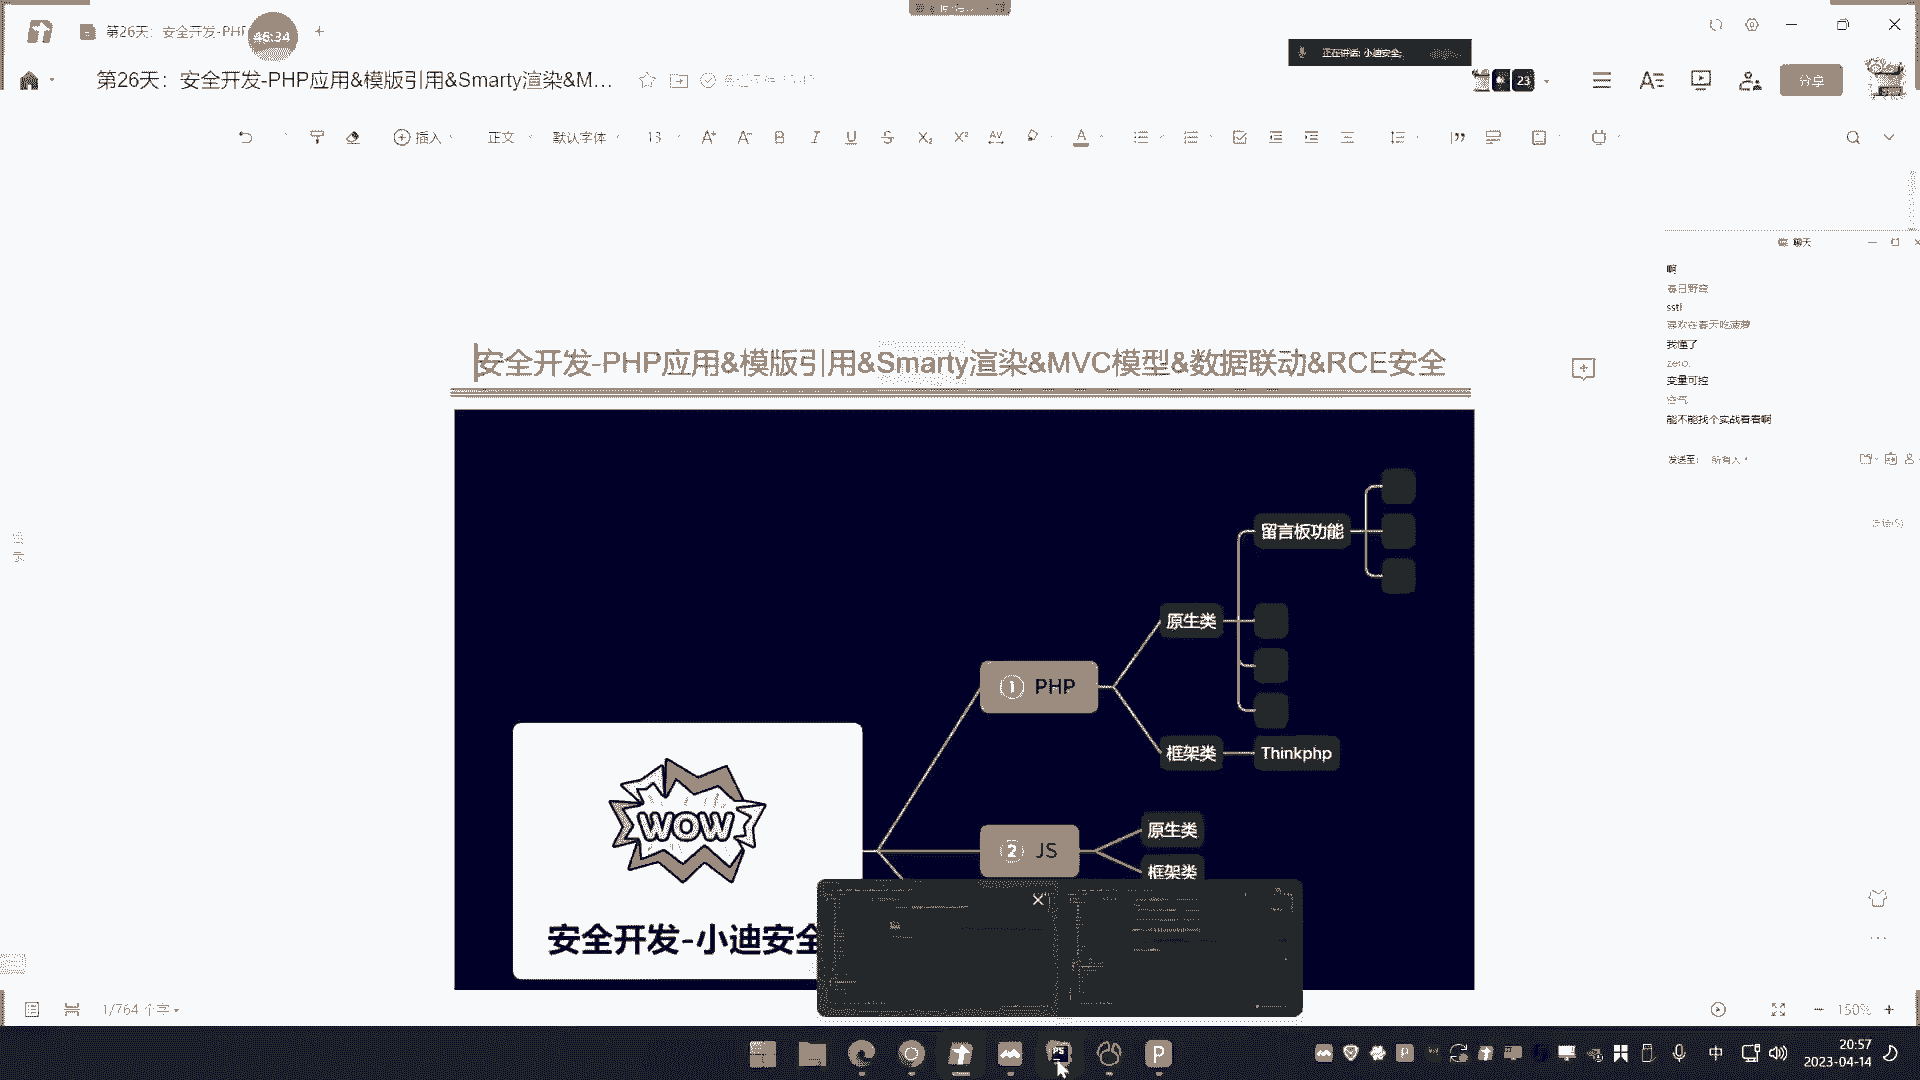 第26天：安全开发-PHP
46:34
正在讲话: 小迪安全;
第26天：安全开发-PHP应用&模版引用&Smarty渲染&M...
23
分享
插入
正文
默认字体
13
聊天
啊
春日野穹
ssti
喜欢在春天吃菠萝
我懂了
zero.
变量可控
空气
能不能找个实战看看啊
发送至:
所有人
安全开发-PHP应用&模版引用&Smarty渲染&MVC模型&数据联动&RCE安全
留言板功能
原生类
① PHP
框架类
Thinkphp
原生类
② JS
框架类
WOW
安全开发-小迪安全
1/764 个字
150%
中
20:57
2023-04-14